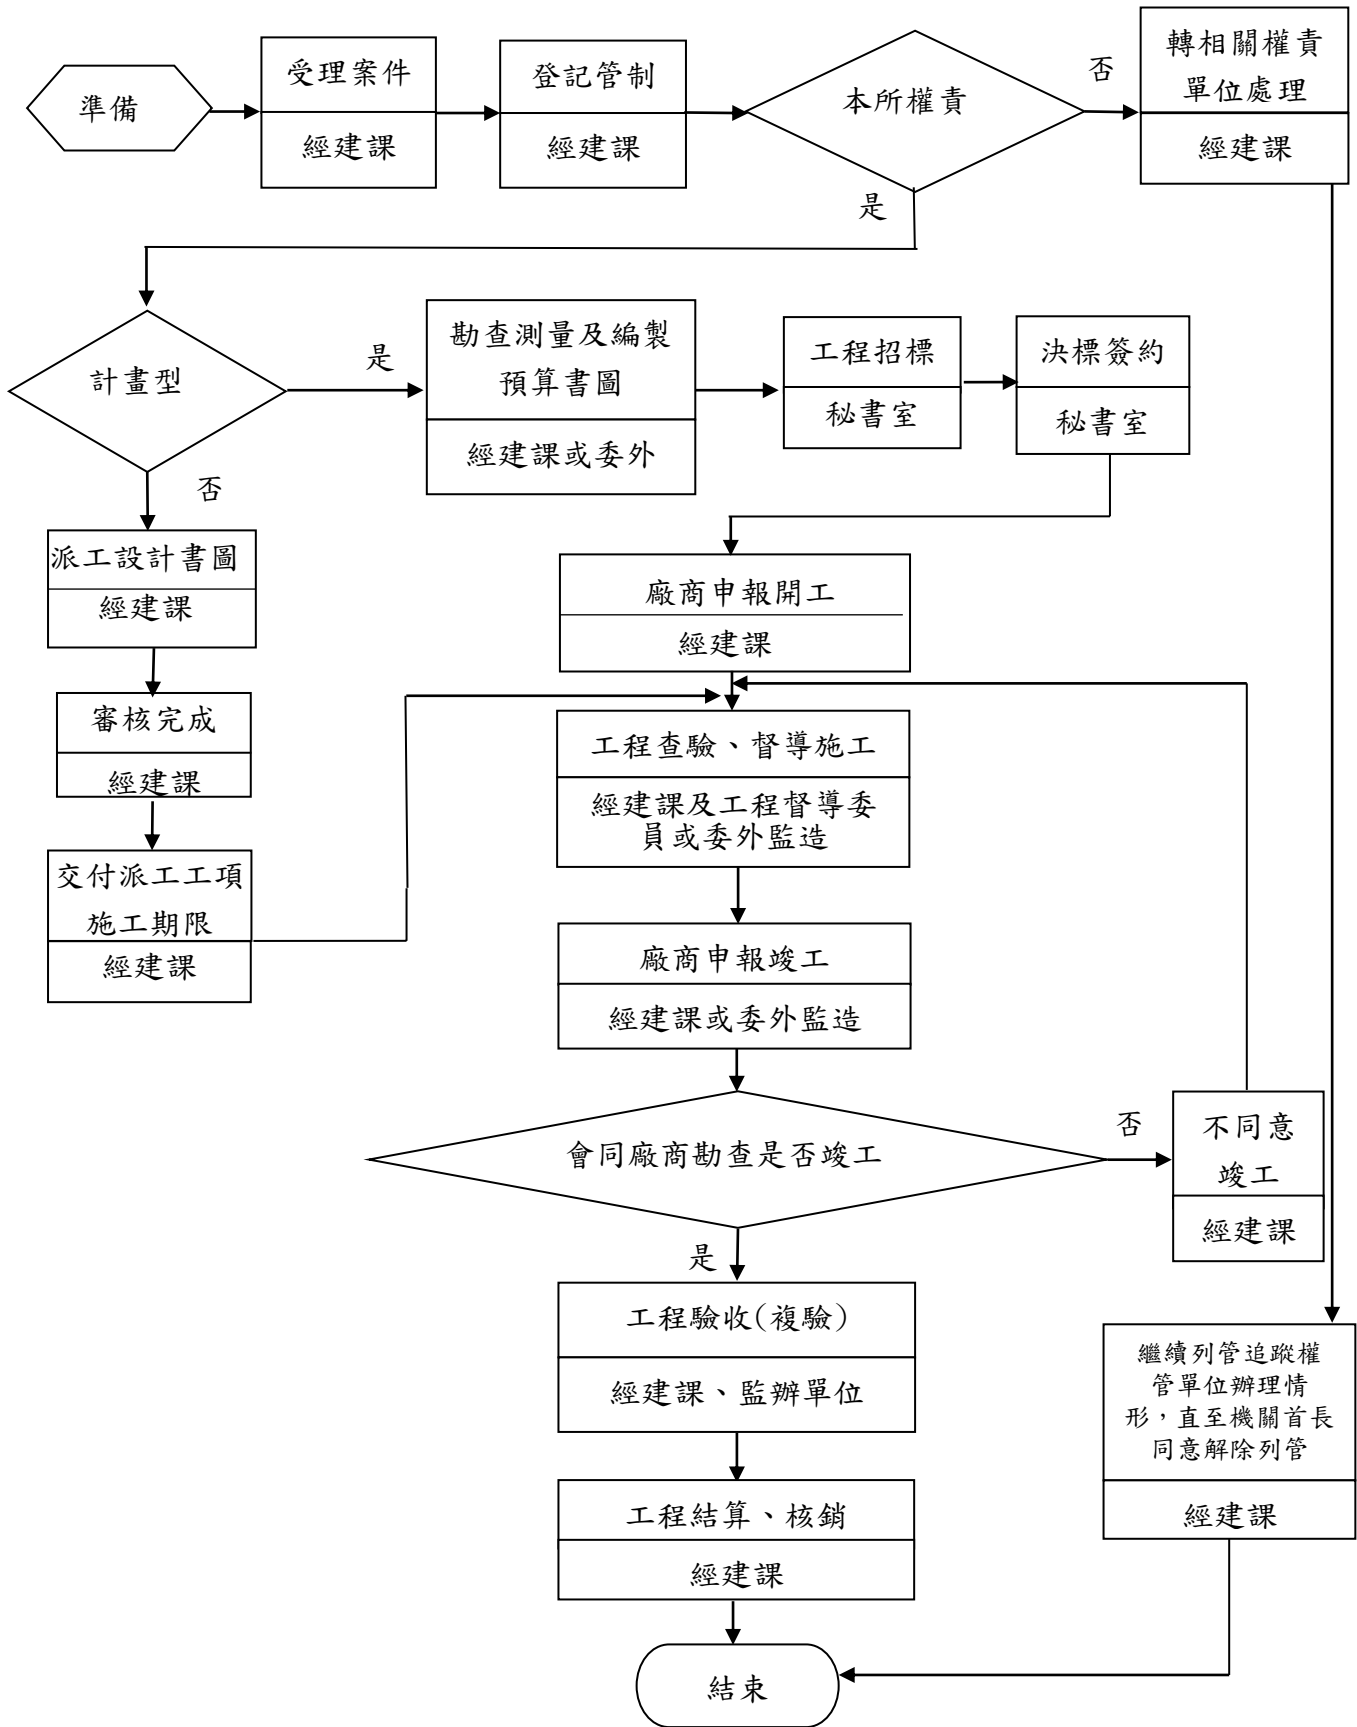 準備
受理案件
經建課
登記管制
經建課
本所權責
否
轉相關權責
單位處理
經建課
是
計畫型
是
勘查測量及編製
預算書圖
經建課或委外
工程招標
秘書室
決標簽約
秘書室
否
派工設計書圖
經建課
審核完成
經建課
交付派工工項
施工期限
經建課
廠商申報開工
經建課
工程查驗、督導施工
經建課及工程督導委
員或委外監造
廠商申報竣工
經建課或委外監造
會同廠商勘查是否竣工
否
不同意
竣工
經建課
是
工程驗收(複驗)
經建課、監辦單位
工程結算、核銷
經建課
繼續列管追蹤權
管單位辦理情
形，直至機關首長
同意解除列管
經建課
結束